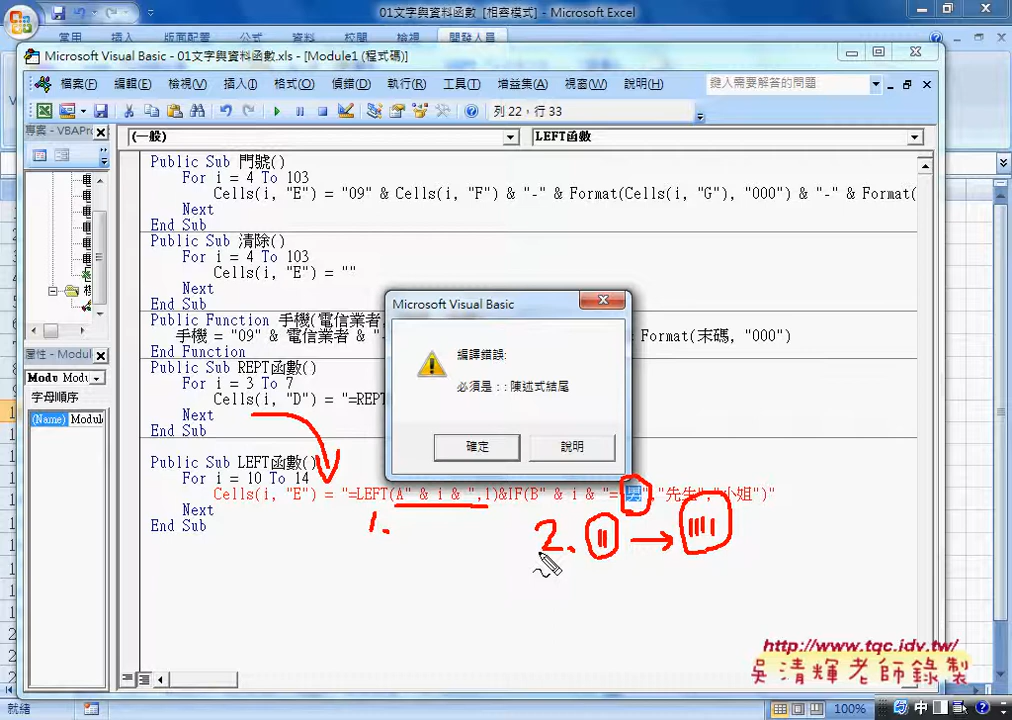 01文字與資料函數 [相容模式] - Microsoft Excel
常用 插入 版面配置 公式 資料 校閱 檢視 開發人員
Microsoft Visual Basic - 01文字與資料函數.xls - [Module1 (程式碼)]
檔案(F) 編輯(E) 檢視(V) 插入(I) 格式(O) 偵錯(D) 執行(R) 工具(T) 增益集(A) 視窗(W) 說明(H) 輸入需要解答的問題
列 22，行 33
專案 - VBAPro
(一般) LEFT函數
Public Sub 門號()
For i = 4 To 103
Cells(i, "E") = "09" & Cells(i, "F") & "-" & Format(Cells(i, "G"), "000") & "-" & Format(
Next
End Sub
Public Sub 清除()
For i = 4 To 103
Cells(i, "E") = ""
Next
End Sub
Public Function 手機(電信業者
手機 = "09" & 電信業者 & "- Format(末碼, "000")
End Function
Public Sub REPT函數()
For i = 3 To 7
Cells(i, "D") = "=REPT
Next
End Sub
Public Sub LEFT函數()
For i = 10 To 14
Cells(i, "E") = "=LEFT(A" & i & ",1)&IF(B" & i & "="男","先生","小姐")"
Next
End Sub
屬性 - Modul
Modu Modu
字母順序
(Name) Modul
Microsoft Visual Basic
編譯錯誤:
必須是: : 陳述式結尾
確定 說明
1.
2. " → """"
http://www.tqc.idv.tw/
吳清輝老師錄製
就緒 100% 中